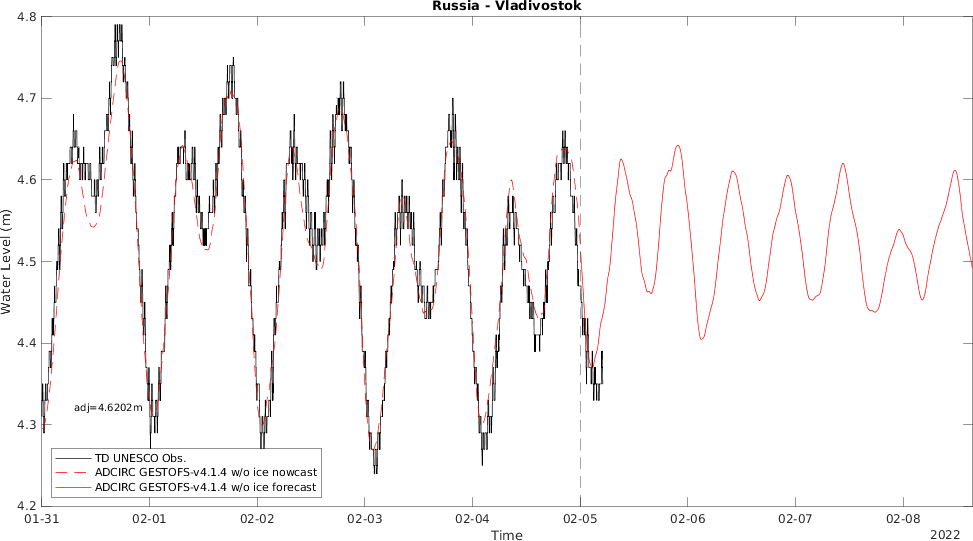 Russia - Vladivostok
4.8
4.7
4.6
4.5
4.4
4.3
4.2
Water Level (m)
adj=4.6202m
TD UNESCO Obs.
ADCIRC GESTOFS-v4.1.4 w/o ice nowcast
ADCIRC GESTOFS-v4.1.4 w/o ice forecast
01-31 02-01 02-02 02-03 02-04 02-05 02-06 02-07 02-08
Time
2022